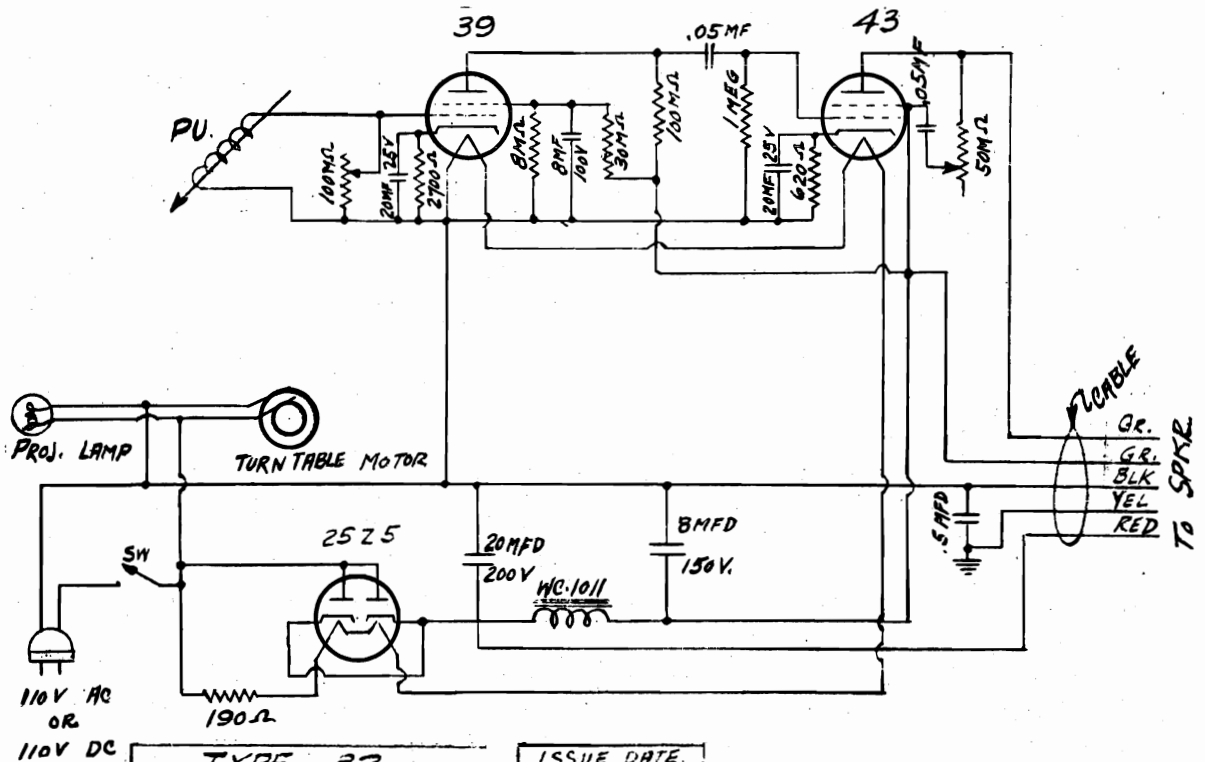 39
43
.05MF
.05MF
PU.
100MΩ
20MF 25V
2700Ω
8MΩ
8MF
100V
30MΩ
100MΩ
1MEG
20MF 25V
620Ω
50MΩ
PROJ. LAMP
TURN TABLE MOTOR
CABLE
GR.
GR.
BLK
YEL
RED
TO SPKR
SW
25Z5
20MFD
200V
8MFD
150V.
.5MFD
WC-1011
190Ω
110V AC
OR
110V DC
ISSUE DATE.